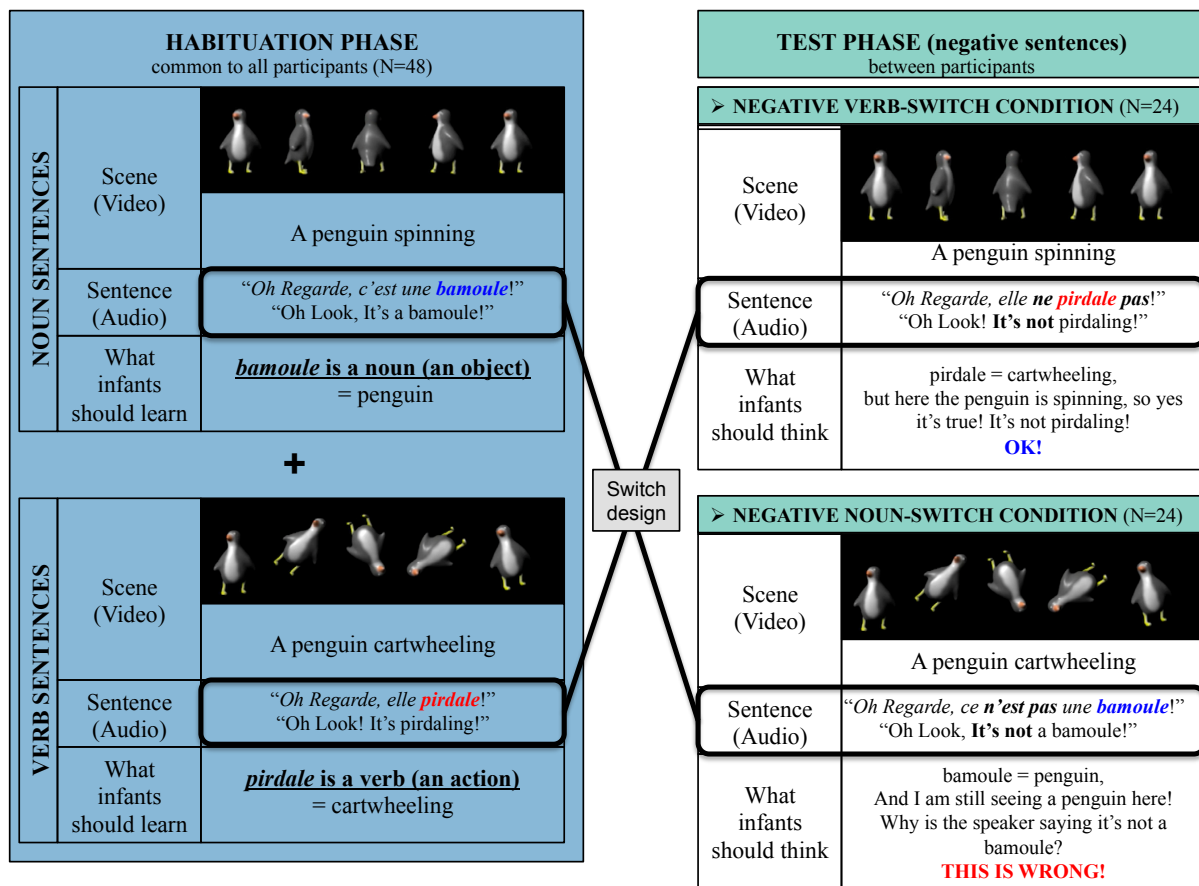 HABITUATION PHASE
common to all participants (N=48)
NOUN SENTENCES
Scene
(Video)
A penguin spinning
Sentence
(Audio)
“Oh Regarde, c’est une bamoule!”
“Oh Look, It’s a bamoule!”
What
infants
should learn
bamoule is a noun (an object)
= penguin
+
VERB SENTENCES
Scene
(Video)
A penguin cartwheeling
Sentence
(Audio)
“Oh Regarde, elle pirdale!”
“Oh Look! It’s pirdaling!”
What
infants
should learn
pirdale is a verb (an action)
= cartwheeling
Switch
design
TEST PHASE (negative sentences)
between participants
➢ NEGATIVE VERB-SWITCH CONDITION (N=24)
Scene
(Video)
A penguin spinning
Sentence
(Audio)
“Oh Regarde, elle ne pirdale pas!”
“Oh Look! It’s not pirdaling!”
What
infants
should think
pirdale = cartwheeling,
but here the penguin is spinning, so yes
it’s true! It’s not pirdaling!
OK!
➢ NEGATIVE NOUN-SWITCH CONDITION (N=24)
Scene
(Video)
A penguin cartwheeling
Sentence
(Audio)
“Oh Regarde, ce n’est pas une bamoule!”
“Oh Look, It’s not a bamoule!”
What
infants
should think
bamoule = penguin,
And I am still seeing a penguin here!
Why is the speaker saying it’s not a
bamoule?
THIS IS WRONG!